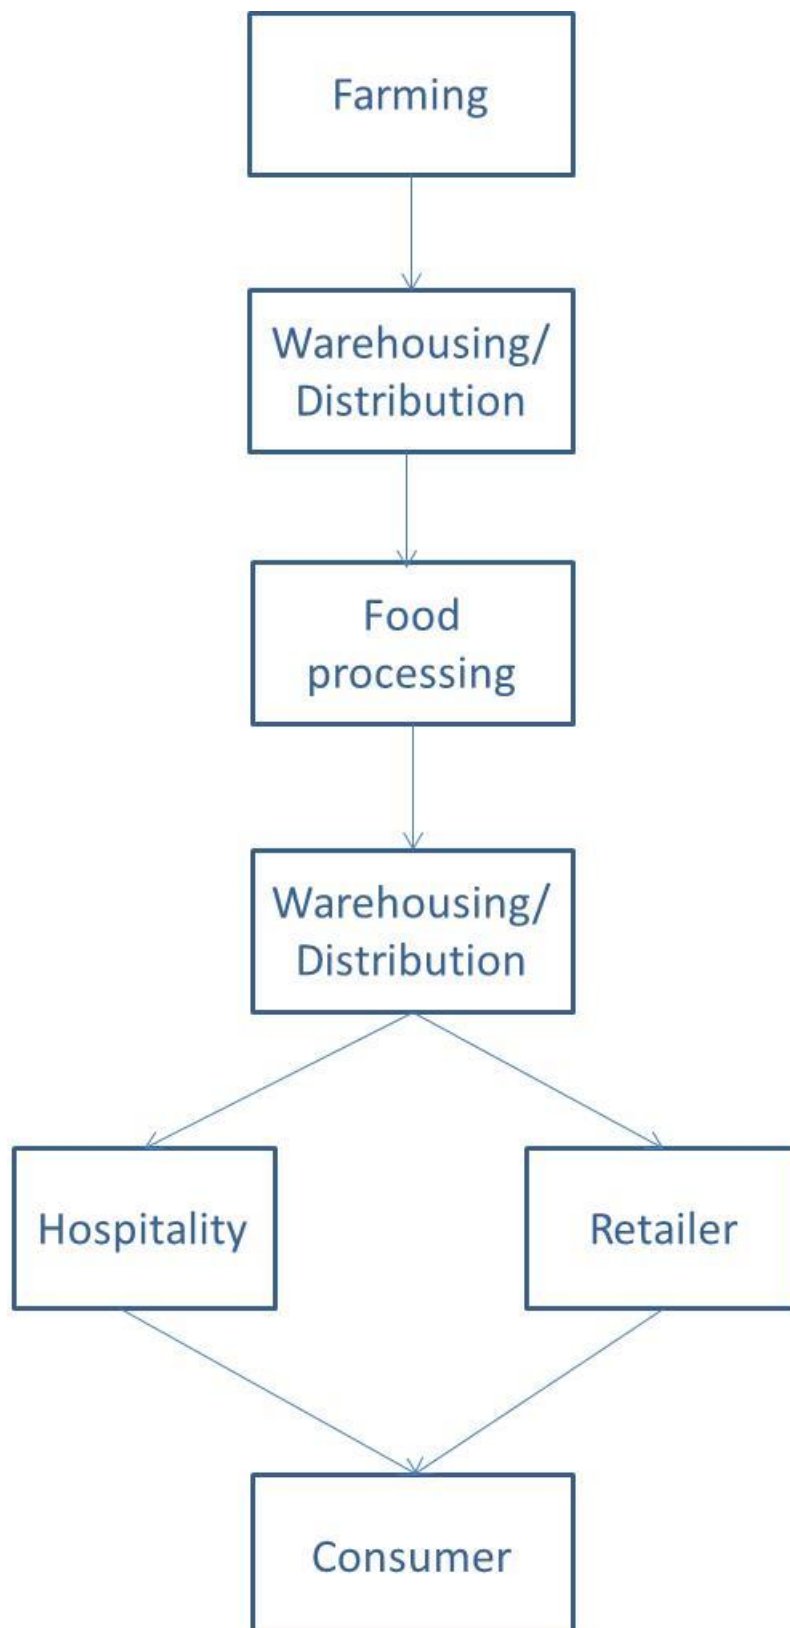 Farming
Warehousing/
Distribution
Food
processing
Warehousing/
Distribution
Hospitality
Retailer
Consumer